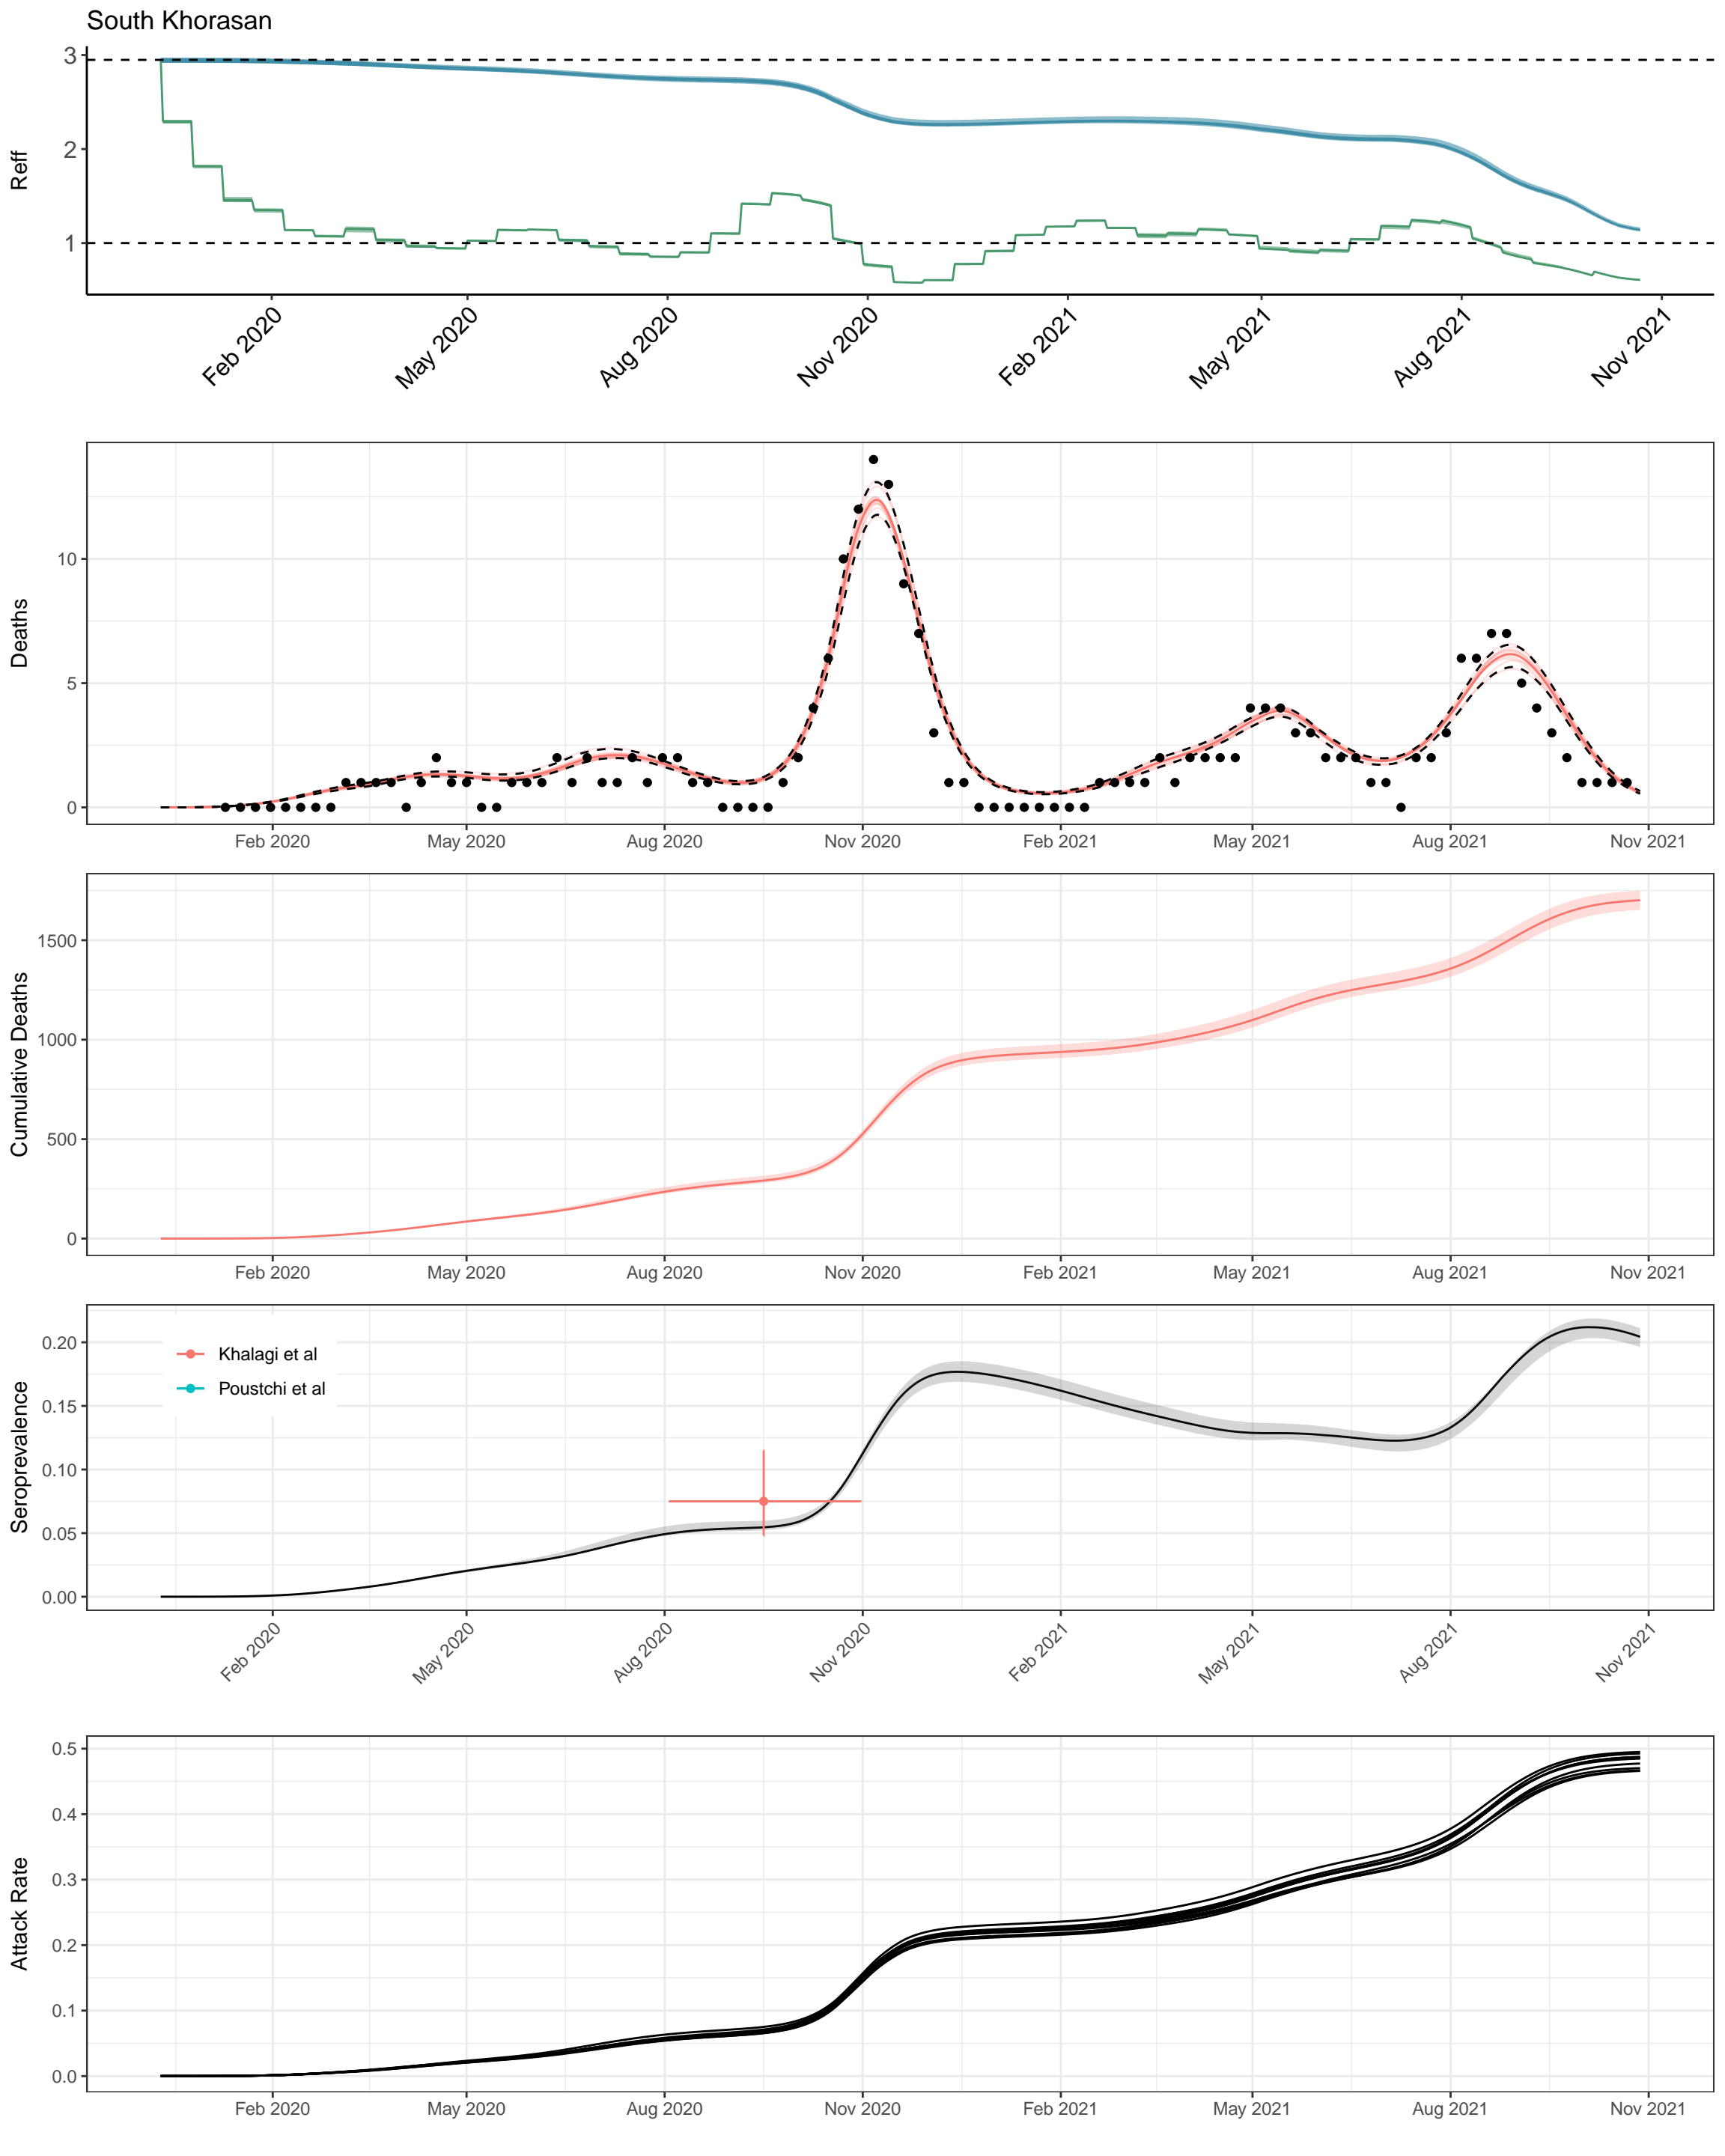 South Khorasan
Reff
3
2
1
Feb 2020
May 2020
Aug 2020
Nov 2020
Feb 2021
May 2021
Aug 2021
Nov 2021
Deaths
10
5
0
Feb 2020
May 2020
Aug 2020
Nov 2020
Feb 2021
May 2021
Aug 2021
Nov 2021
Cumulative Deaths
1500
1000
500
0
Feb 2020
May 2020
Aug 2020
Nov 2020
Feb 2021
May 2021
Aug 2021
Nov 2021
Seroprevalence
0.20
0.15
0.10
0.05
0.00
Khalagi et al
Poustchi et al
Feb 2020
May 2020
Aug 2020
Nov 2020
Feb 2021
May 2021
Aug 2021
Nov 2021
Attack Rate
0.5
0.4
0.3
0.2
0.1
0.0
Feb 2020
May 2020
Aug 2020
Nov 2020
Feb 2021
May 2021
Aug 2021
Nov 2021